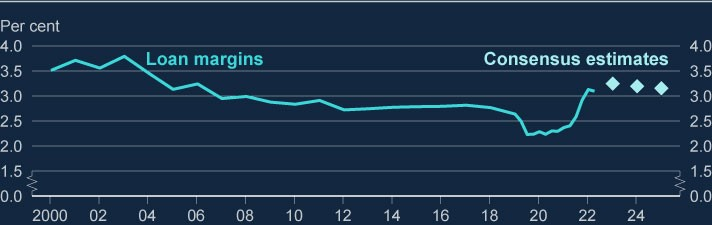 Per cent
4.0 4.0
Loan margins Consensus estimates
3.5 3.5
3.0 3.0
2.5 2.5
2.0 2.0
1.5 1.5
0.0 0.0
2000 02 04 06 08 10 12 14 16 18 20 22 24